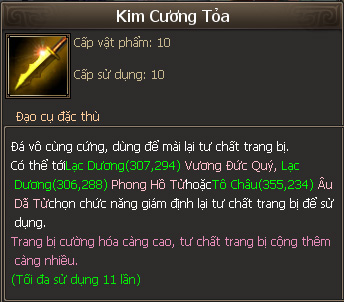 Kim Cương Tỏa
Cấp vật phẩm: 10
Cấp sử dụng: 10
Đạo cụ đặc thù
Đá vô cùng cứng, dùng để mài lại tư chất trang bị.
Có thể tớiLạc Dương(307,294) Vương Đức Quý, Lạc
Dương(306,288) Phong Hồ TửhoặcTô Châu(355,234) Âu
Dã Tửchọn chức năng giám định lại tư chất trang bị để sử
dụng.
Trang bị cường hóa càng cao, tư chất trang bị cộng thêm
càng nhiều.
(Tối đa sử dụng 11 lần)